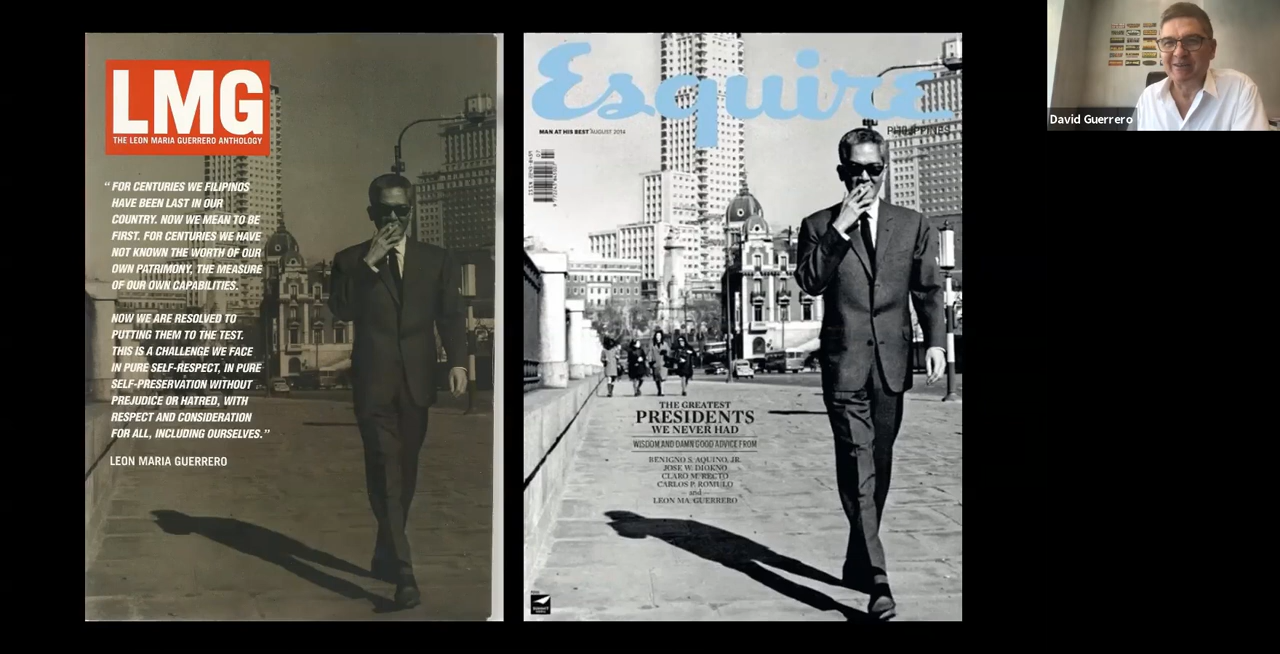 LMG
THE LEON MARIA GUERRERO ANTHOLOGY
“ FOR CENTURIES WE FILIPINOS
HAVE BEEN LAST IN OUR
COUNTRY. NOW WE MEAN TO BE
FIRST. FOR CENTURIES WE HAVE
NOT KNOWN THE WORTH OF OUR
OWN PATRIMONY, THE MEASURE
OF OUR OWN CAPABILITIES.
NOW WE ARE RESOLVED TO
PUTTING THEM TO THE TEST.
THIS IS A CHALLENGE WE FACE
IN PURE SELF-RESPECT, IN PURE
SELF-PRESERVATION WITHOUT
PREJUDICE OR HATRED, WITH
RESPECT AND CONSIDERATION
FOR ALL, INCLUDING OURSELVES.”
LEON MARIA GUERRERO
Esquire
MAN AT HIS BEST AUGUST 2014
PHILIPPINES
THE GREATEST
PRESIDENTS
WE NEVER HAD
WISDOM AND DAMN GOOD ADVICE FROM
BENIGNO S. AQUINO, JR.
JOSE W. DIOKNO
CLARO M. RECTO
CARLOS P. ROMULO
— and —
LEON MA. GUERRERO
David Guerrero